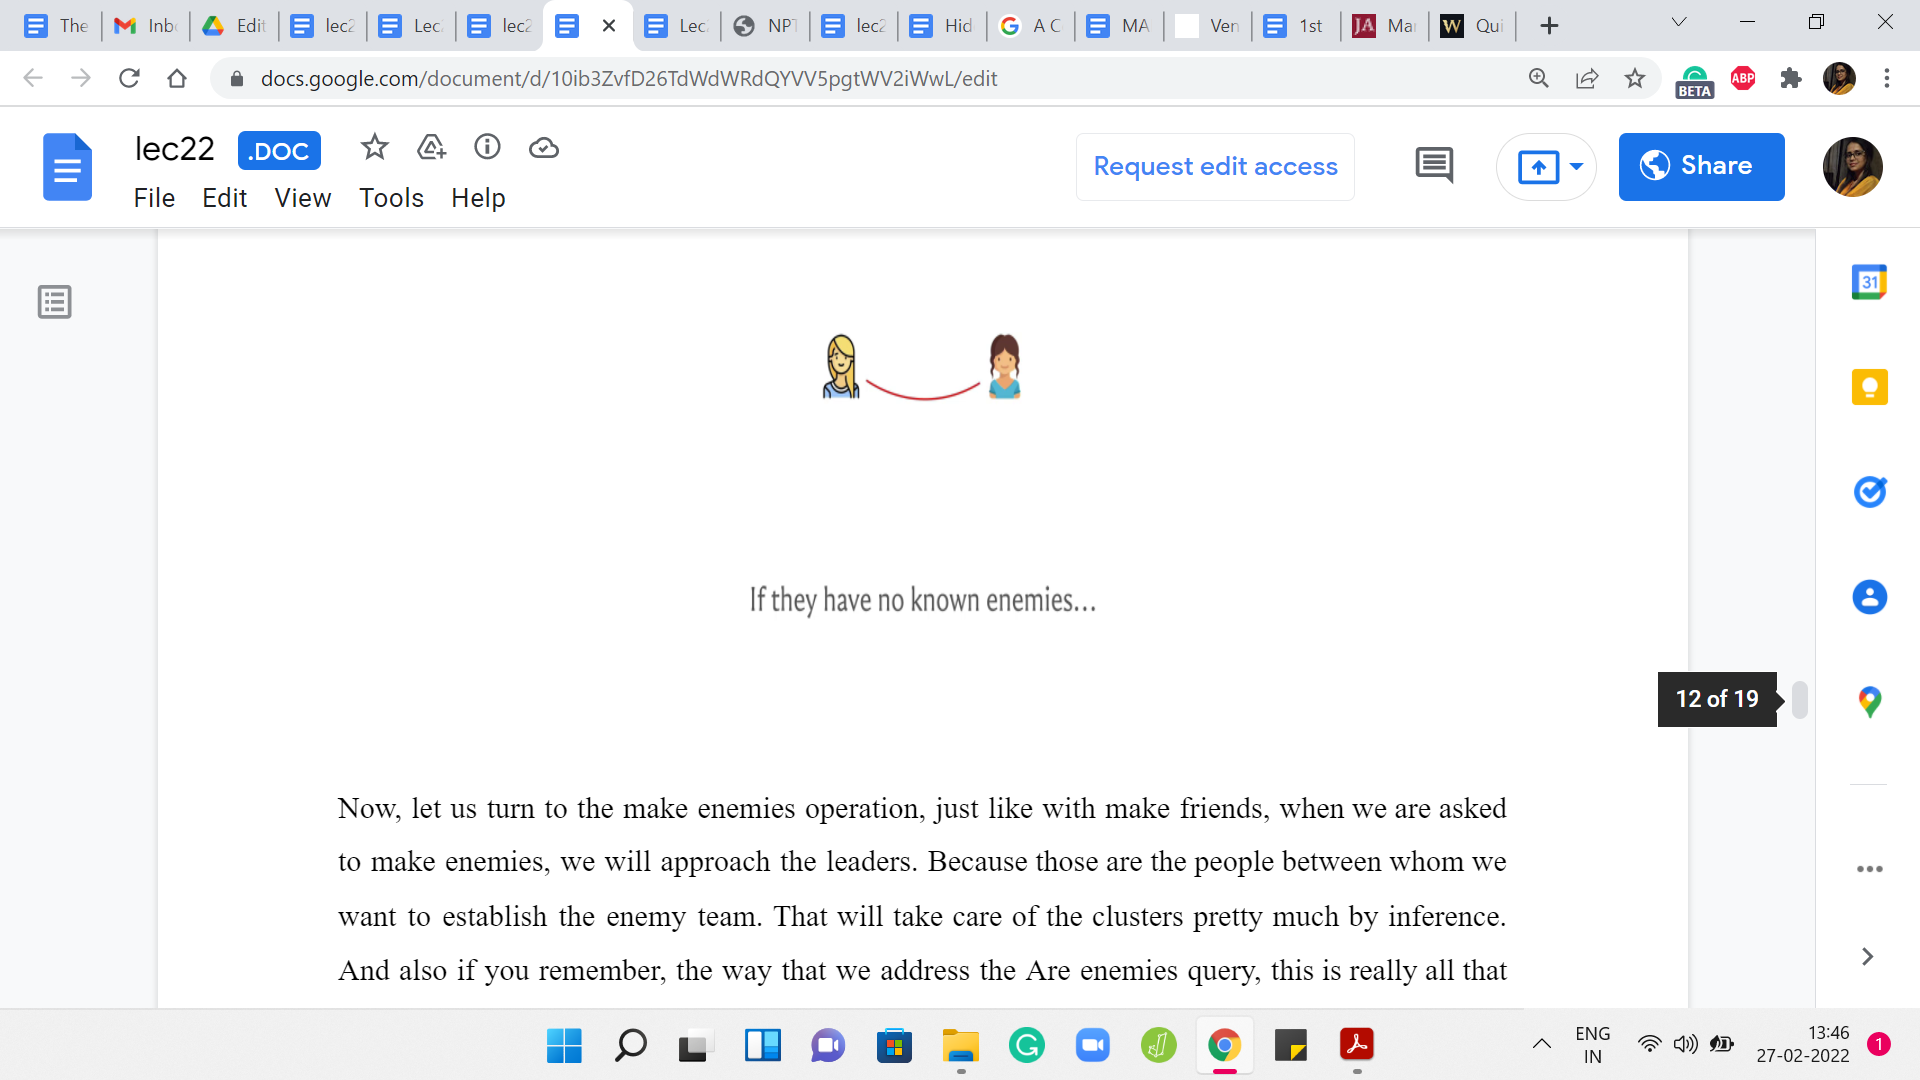 The
Inb
Edit
lec2
Lec
lec2
Lec
NPT
lec2
Hid
A C
MA
Ven
1st
JA
Mar
W
Qui
docs.google.com/document/d/10ib3ZvfD26TdWdWRdQYVV5pgtWV2iWwL/edit
BETA
ABP
lec22
.DOC
File
Edit
View
Tools
Help
Request edit access
Share
31
If they have no known enemies...
12 of 19
Now, let us turn to the make enemies operation, just like with make friends, when we are asked
to make enemies, we will approach the leaders. Because those are the people between whom we
want to establish the enemy team. That will take care of the clusters pretty much by inference.
And also if you remember, the way that we address the Are enemies query, this is really all that
ENG
IN
13:46
27-02-2022
1